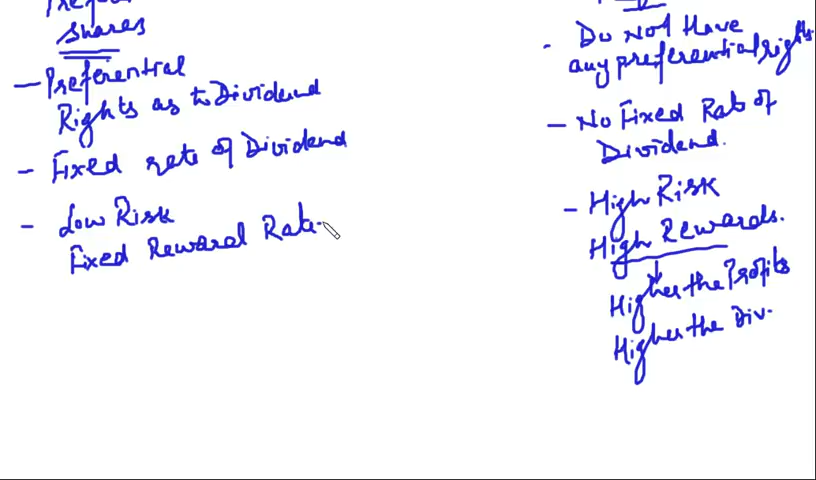 shares
— Preferential
Rights as to Dividend
- Fixed rate of Dividend
- Low Risk
Fixed Reward Rate.
- Do Not Have
any preferential rights.
- No Fixed Rate of
Dividend.
- High Risk
High Rewards.
Higher the Profits
Higher the Div.